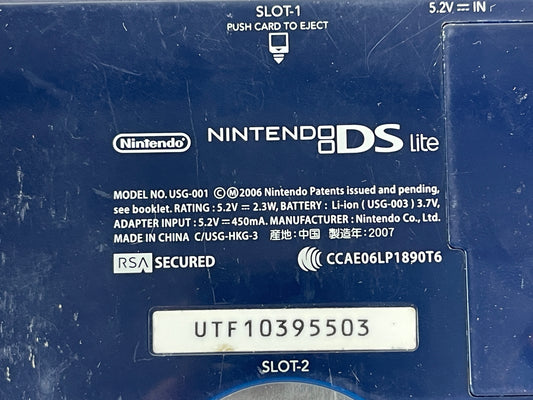 SLOT-1
PUSH CARD TO EJECT
5.2V ⎓ IN
Nintendo
NINTENDO DS lite
MODEL NO. USG-001 ©Ⓜ2006 Nintendo Patents issued and pending,
see booklet. RATING : 5.2V ⎓ 2.3W, BATTERY : Li-ion ( USG-003 ) 3.7V,
ADAPTER INPUT : 5.2V ⎓ 450mA. MANUFACTURER : Nintendo Co., Ltd.
MADE IN CHINA C/USG-HKG-3 産地: 中国 製造年: 2007
RSA SECURED
CCAE06LP1890T6
UTF10395503
SLOT-2